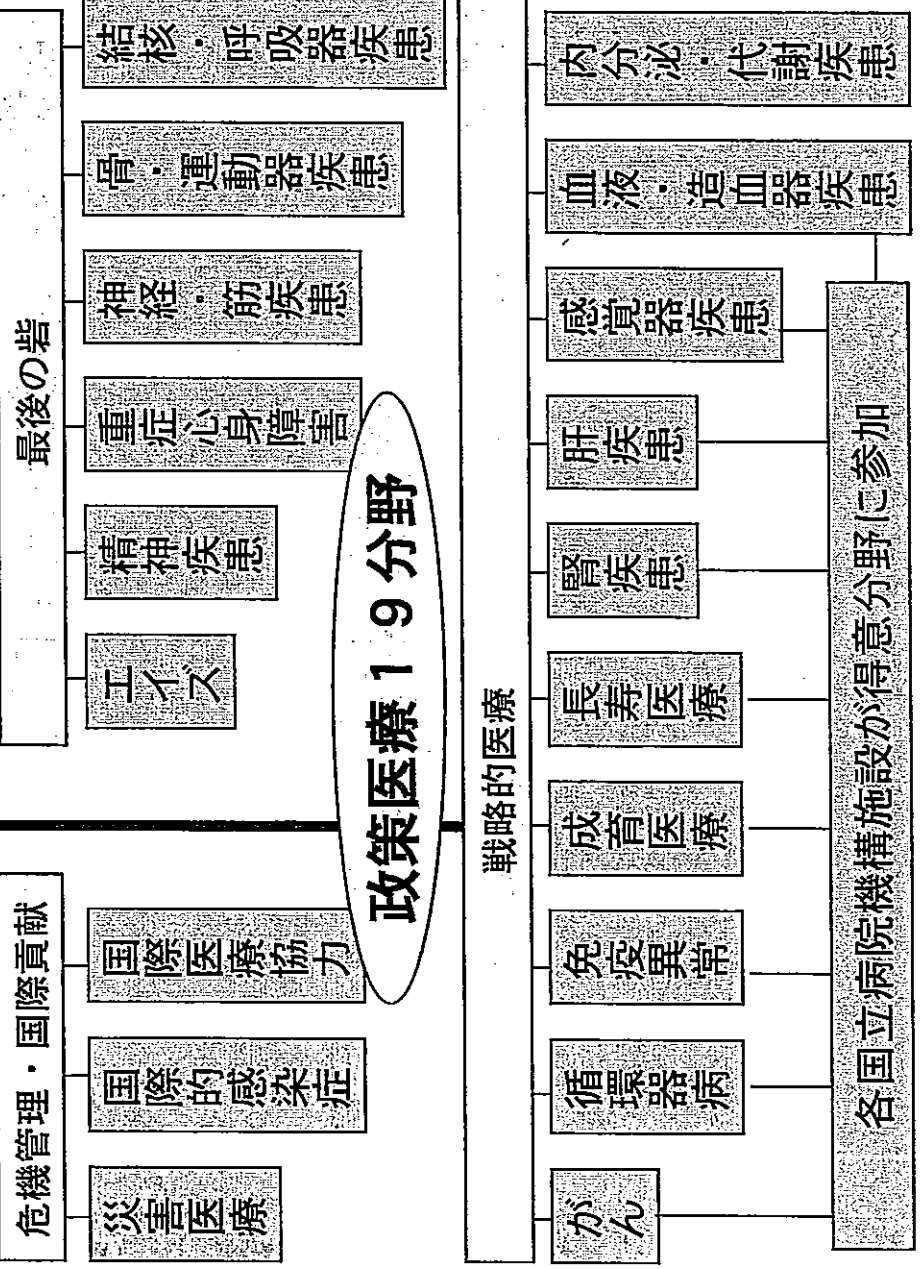 危機管理・国際貢献
災害医療
国際的感染症
国際医療協力
最後の砦
エイズ
精神疾患
重症心身障害
神経・筋疾患
骨・運動器疾患
結核・呼吸器疾患
政策医療19分野
戦略的医療
がん
循環器病
免疫異常
成育医療
長寿医療
腎疾患
肝疾患
感覚器疾患
血液・造血器疾患
内分泌・代謝疾患
各国立病院機構施設が得意分野に参加